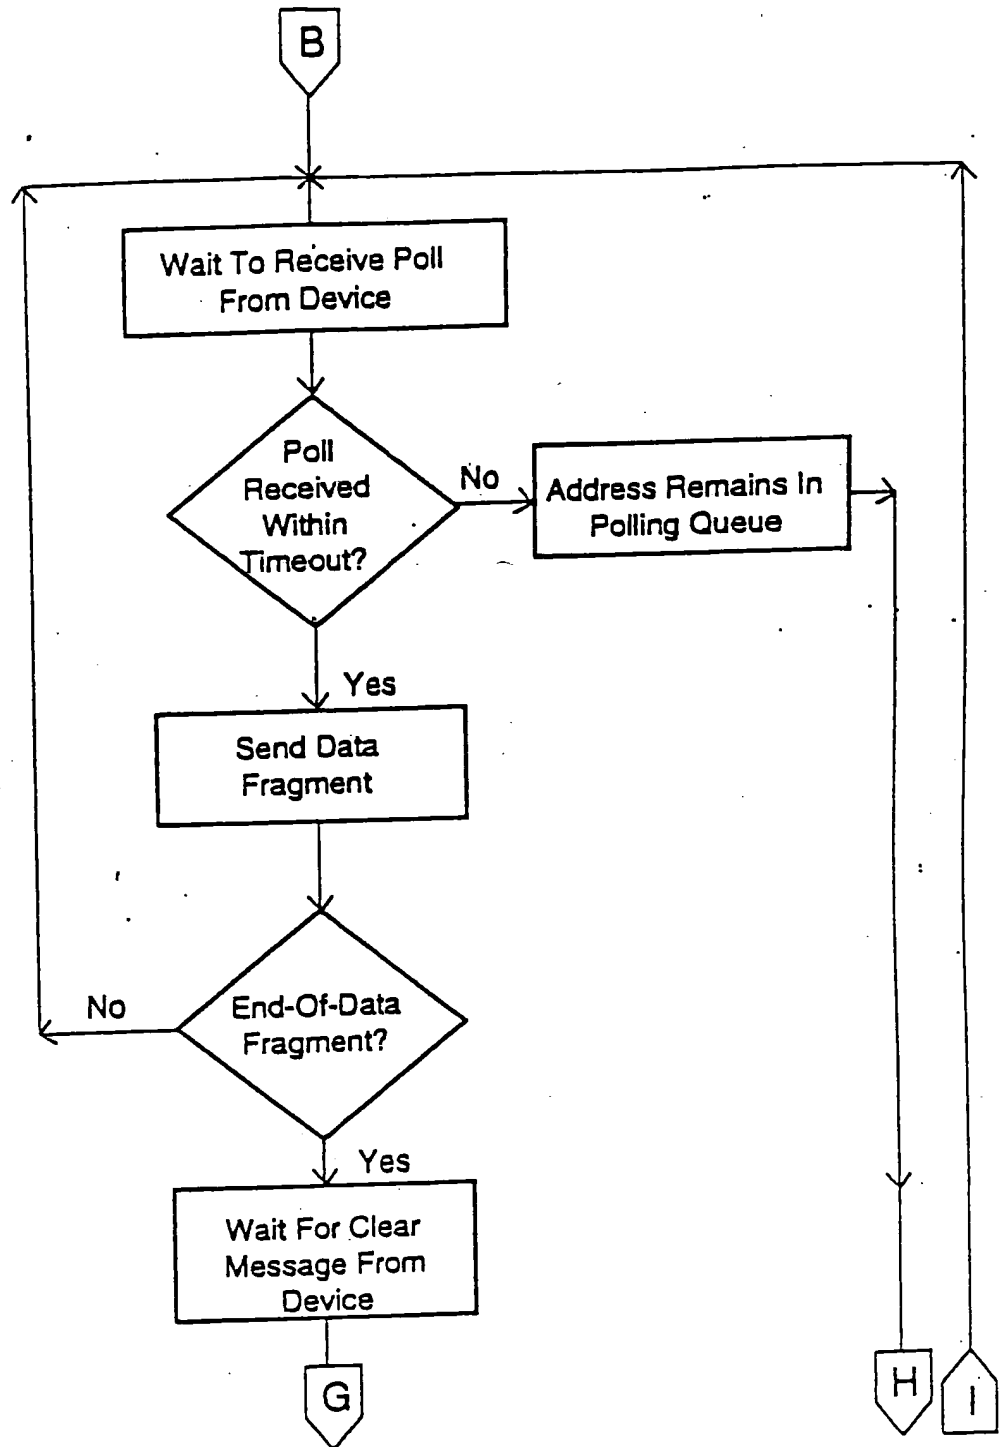 B
Wait To Receive Poll
From Device
Poll
Received
Within
Timeout?
No
Address Remains In
Polling Queue
Yes
Send Data
Fragment
No
End-Of-Data
Fragment?
Yes
Wait For Clear
Message From
Device
G
H
I